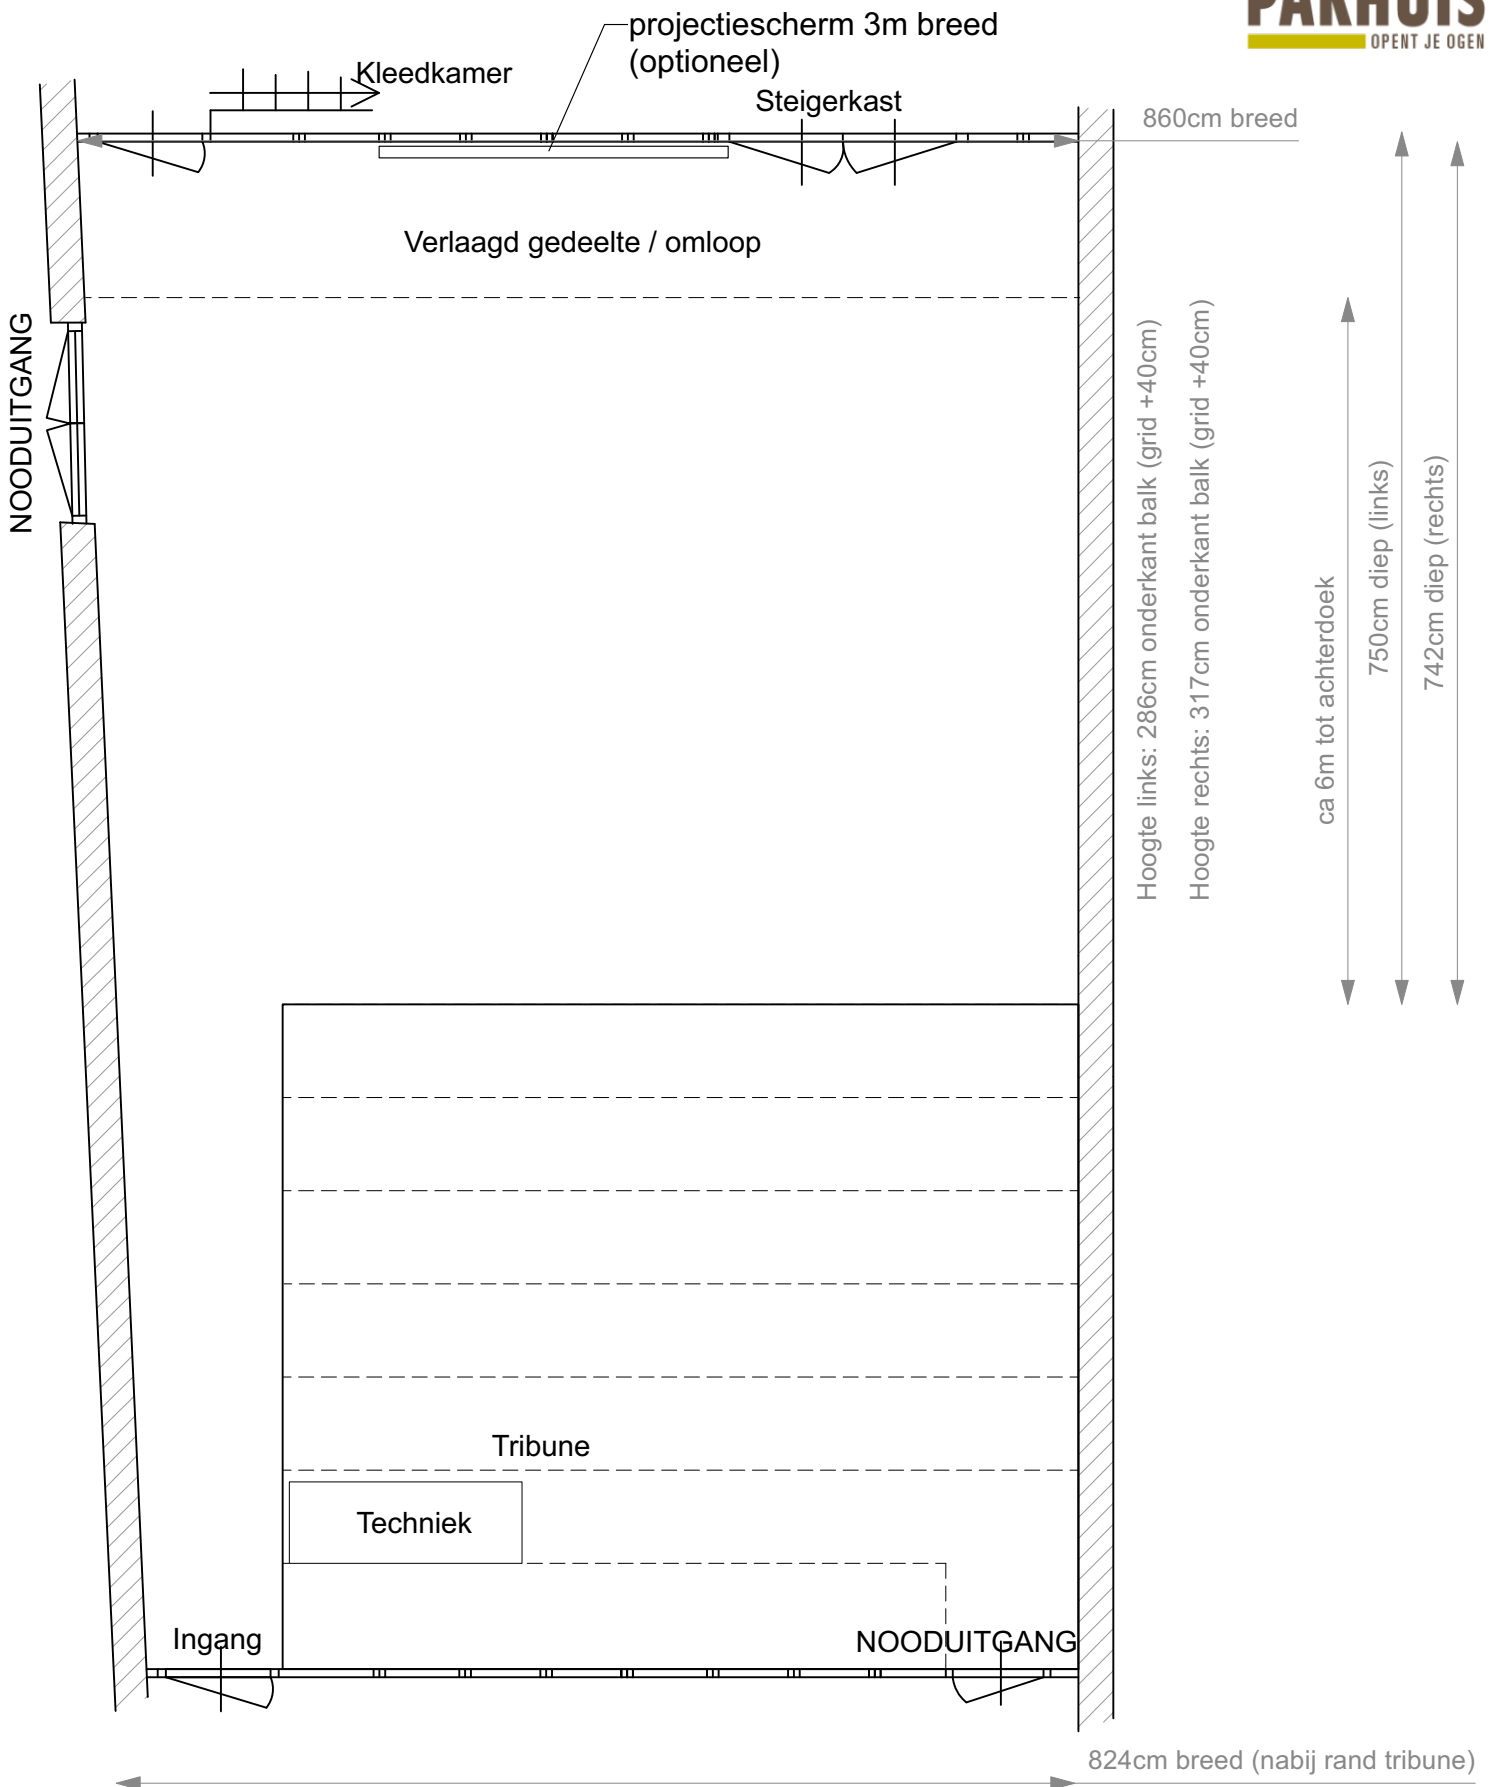 PAKHUIS
OPENT JE OGEN
projectiescherm 3m breed
(optioneel)
Kleedkamer
Steigerkast
860cm breed
Verlaagd gedeelte / omloop
NOODUITGANG
Hoogte links: 286cm onderkant balk (grid +40cm)
Hoogte rechts: 317cm onderkant balk (grid +40cm)
ca 6m tot achterdoek
750cm diep (links)
742cm diep (rechts)
Tribune
Techniek
Ingang
NOODUITGANG
824cm breed (nabij rand tribune)